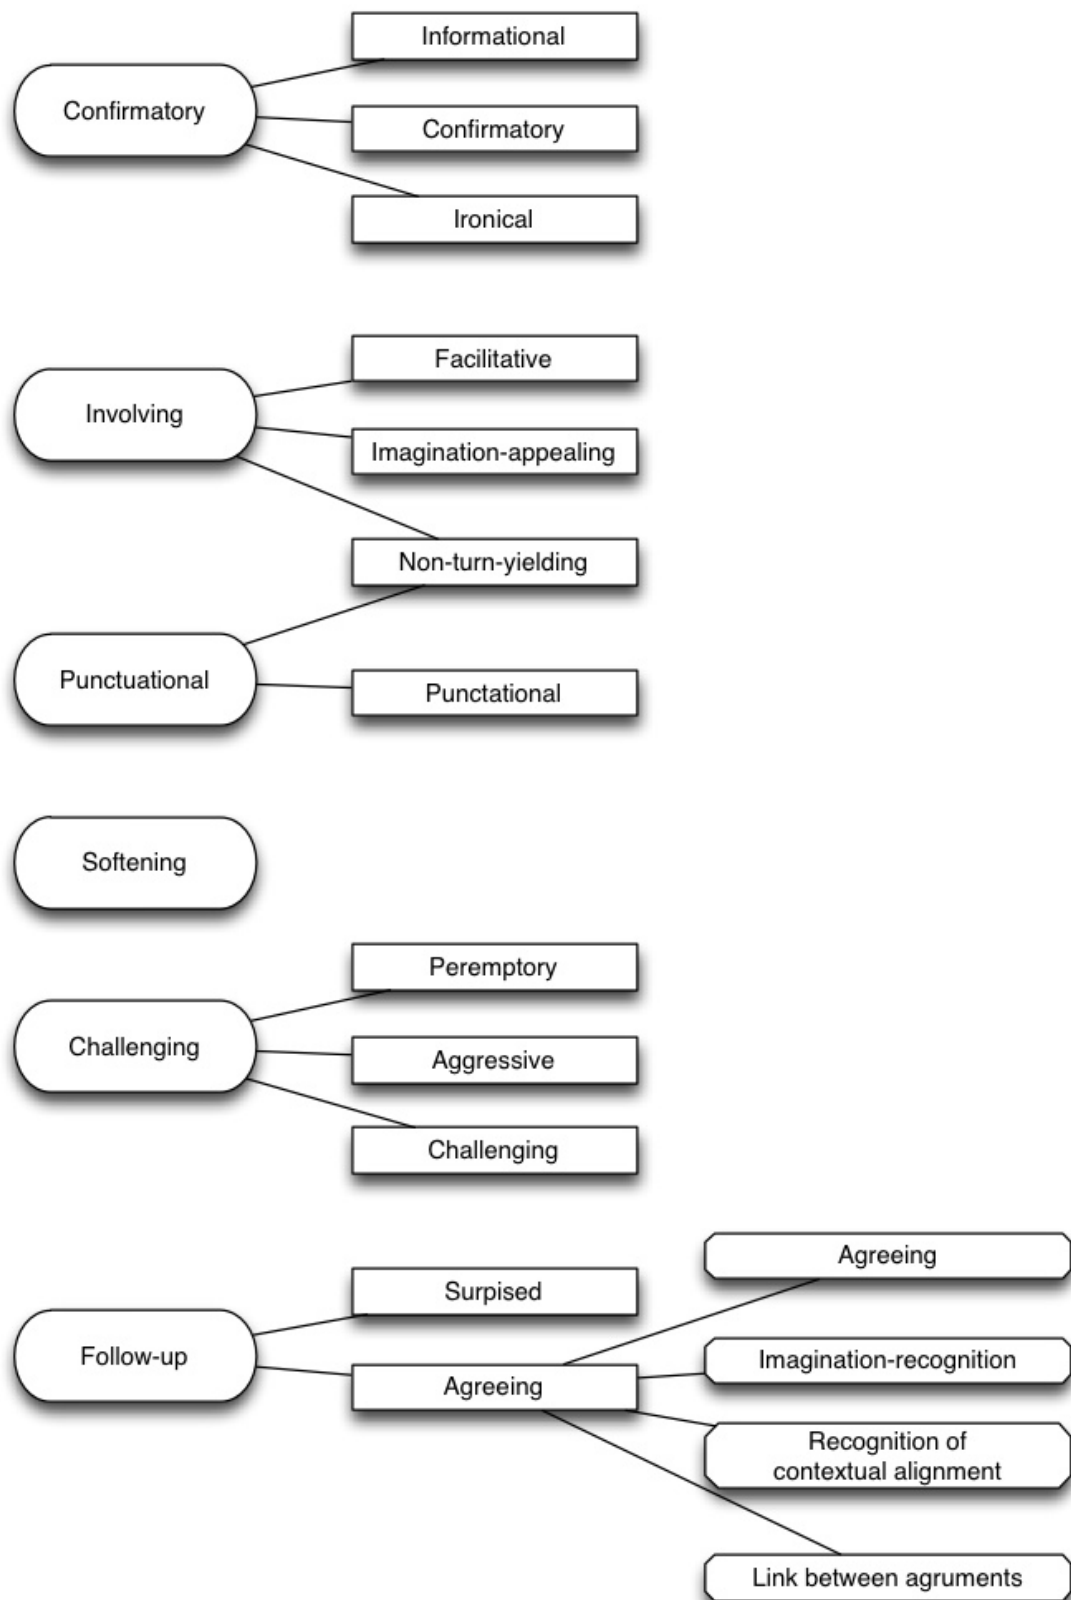 Informational
Confirmatory
Confirmatory
Ironical
Facilitative
Involving
Imagination-appealing
Non-turn-yielding
Punctuational
Punctational
Softening
Peremptory
Challenging
Aggressive
Challenging
Agreeing
Surpised
Follow-up
Imagination-recognition
Agreeing
Recognition of
contextual alignment
Link between agruments